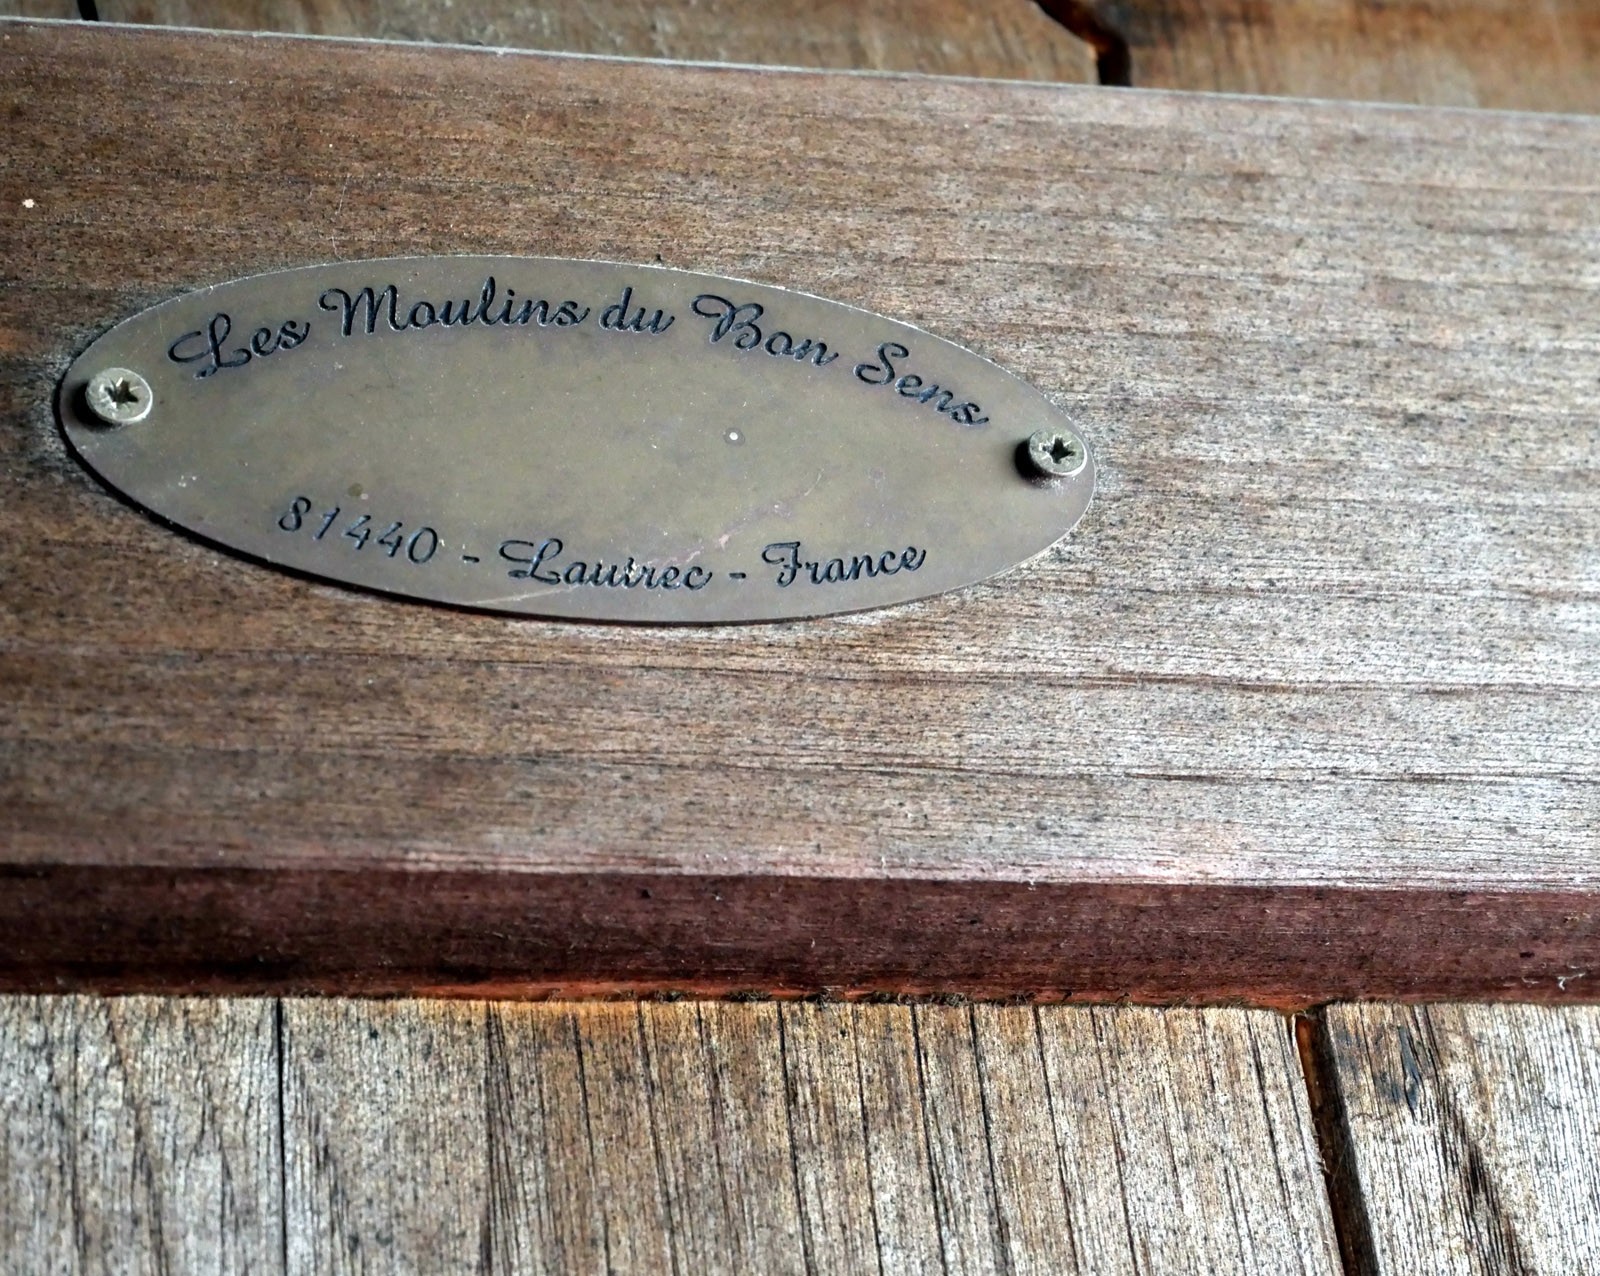 Les Moulins du Bon Sens
81440 - Lautrec - France